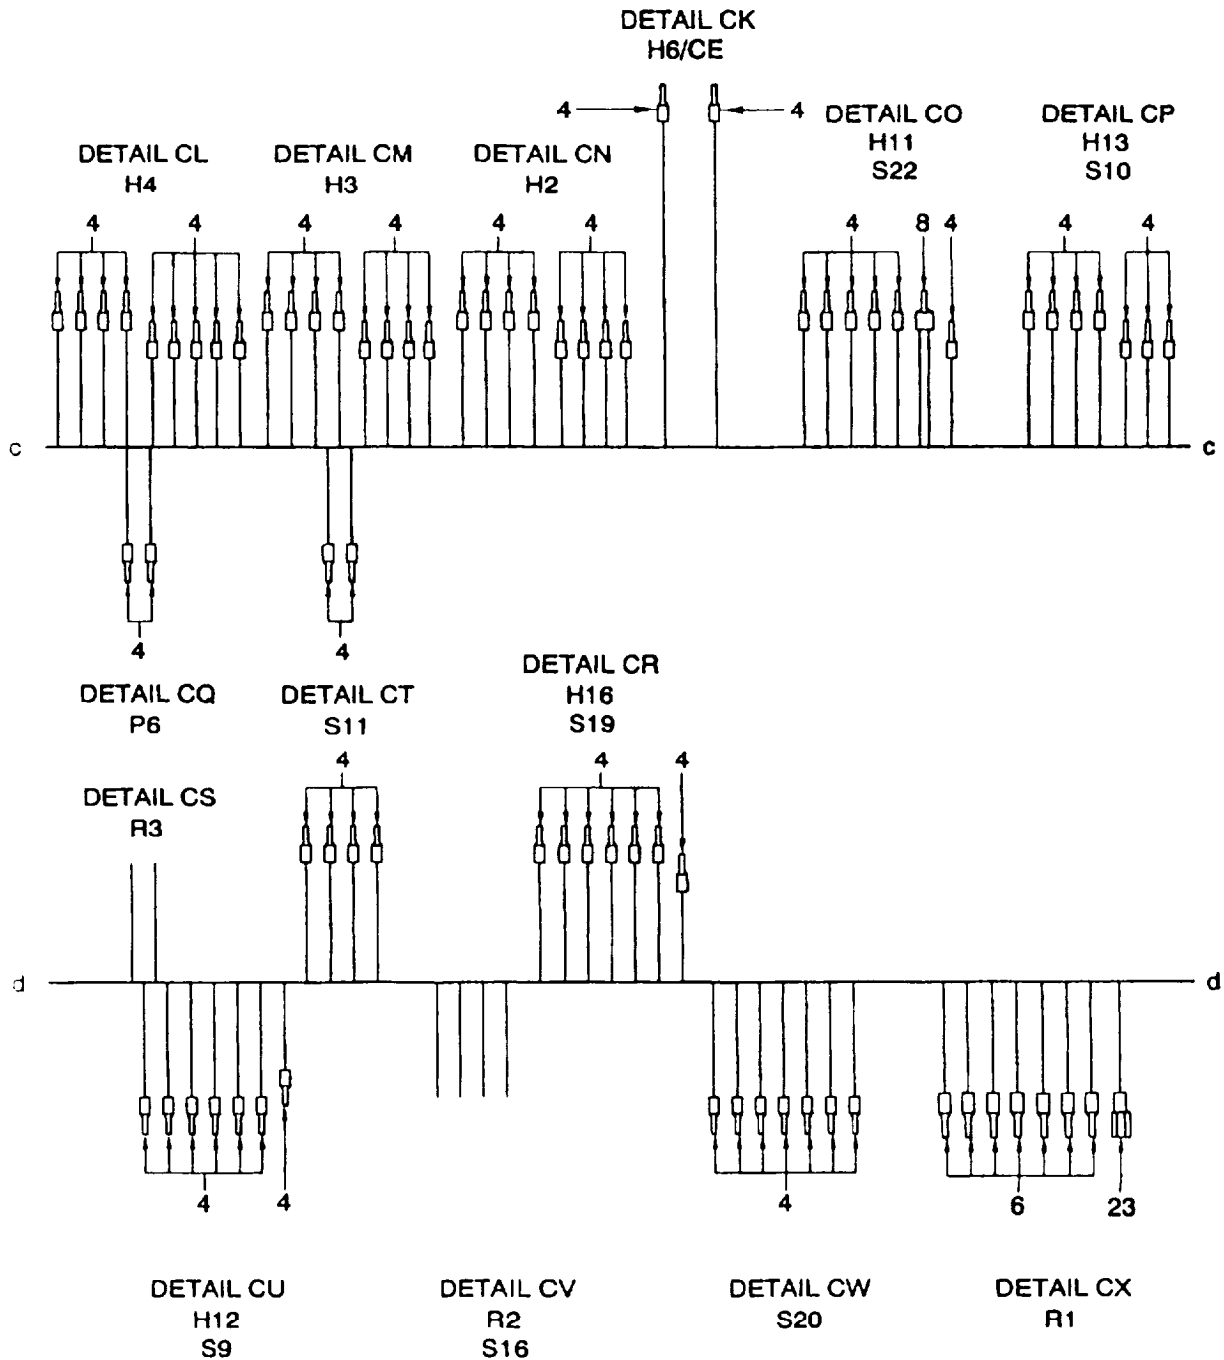 DETAIL CK
H6/CE
4 4
DETAIL CL
H4
DETAIL CM
H3
DETAIL CN
H2
DETAIL CO
H11
S22
DETAIL CP
H13
S10
4 4 4 4 4 4 4 8 4 4 4
c c
4 4
DETAIL CQ
P6
DETAIL CT
S11
DETAIL CR
H16
S19
4 4 4
DETAIL CS
R3
d d
4 4 4 6 23
DETAIL CU
H12
S9
DETAIL CV
R2
S16
DETAIL CW
S20
DETAIL CX
R1